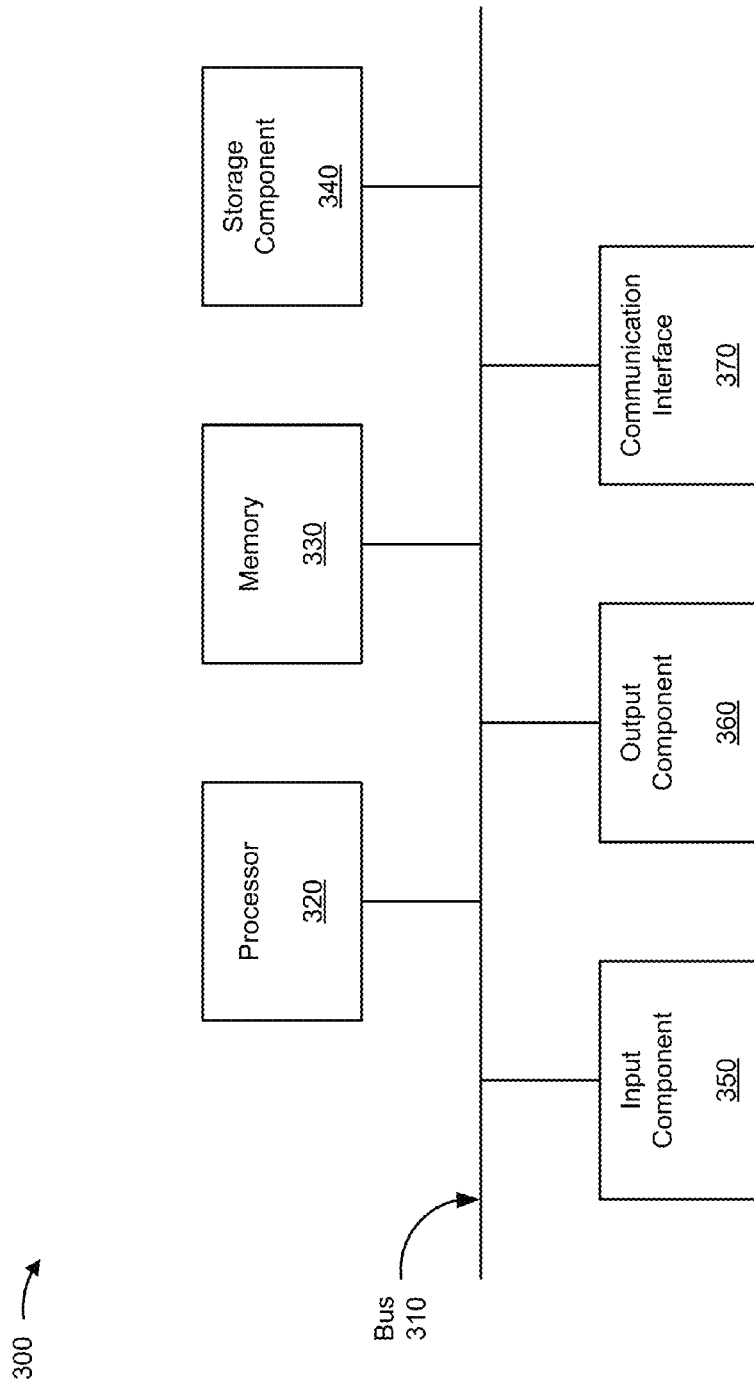 300
Processor
320
Memory
330
Storage
Component
340
Bus
310
Input
Component
350
Output
Component
360
Communication
Interface
370